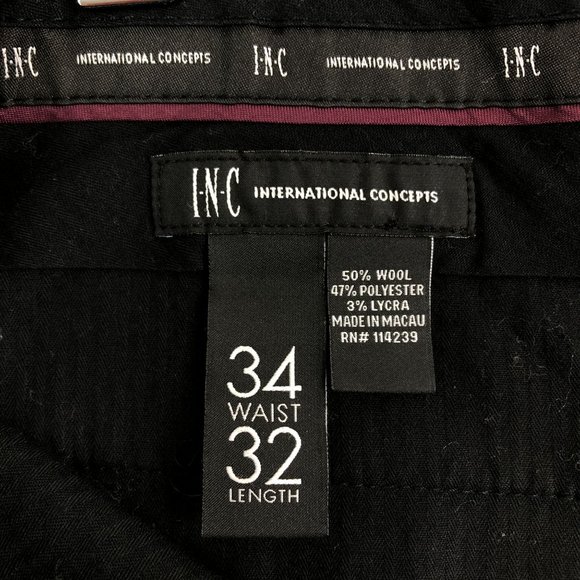 I·N·C INTERNATIONAL CONCEPTS I·N·C INTERNATIONAL CONCEPTS I·N·C
I·N·C INTERNATIONAL CONCEPTS
50% WOOL
47% POLYESTER
3% LYCRA
MADE IN MACAU
RN# 114239
34
WAIST
32
LENGTH